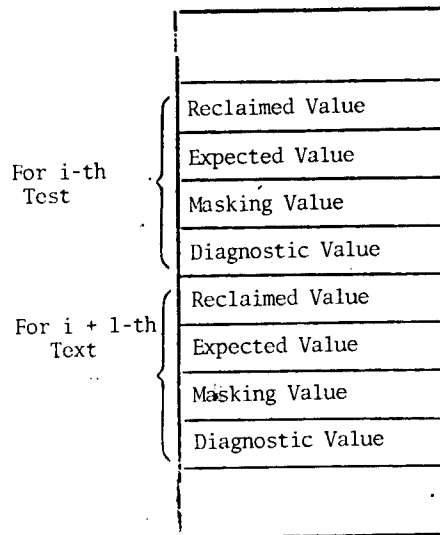 Reclaimed Value
Expected Value
For i-th
Test
Masking Value
Diagnostic Value
Reclaimed Value
For i + 1-th
Text
Expected Value
Masking Value
Diagnostic Value